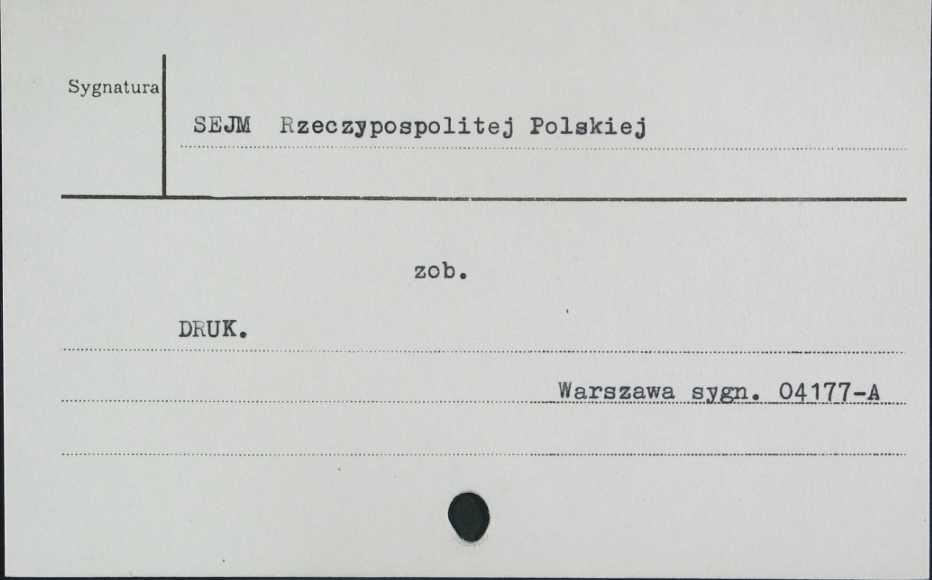 Sygnatura
SEJM Rzeczypospolitej Polskiej
zob.
DRUK.
Warszawa sygn. 04177-A